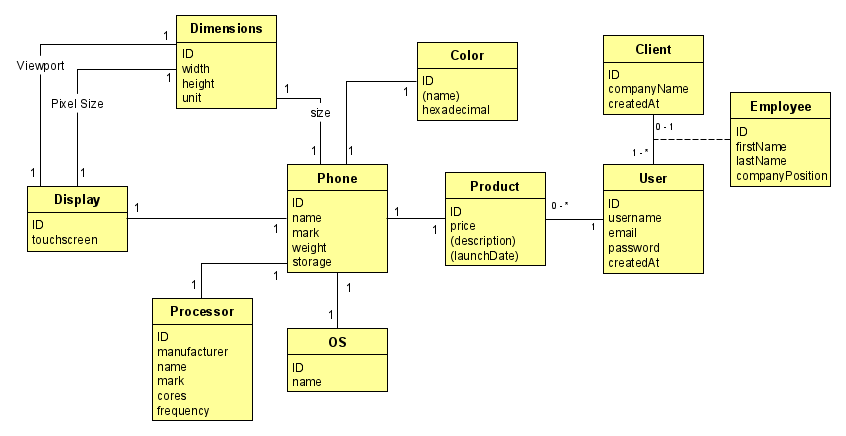 Dimensions
ID
width
height
unit
1
1
1
Viewport
Pixel Size
size
1
1
1
1
Color
ID
(name)
hexadecimal
1
Client
ID
companyName
createdAt
0 - 1
1 - *
Employee
ID
firstName
lastName
companyPosition
Display
ID
touchscreen
1
1
Phone
ID
name
mark
weight
storage
1
1
Product
ID
price
(description)
(launchDate)
0 - *
1
User
ID
username
email
password
createdAt
1
1
1
1
Processor
ID
manufacturer
name
mark
cores
frequency
OS
ID
name